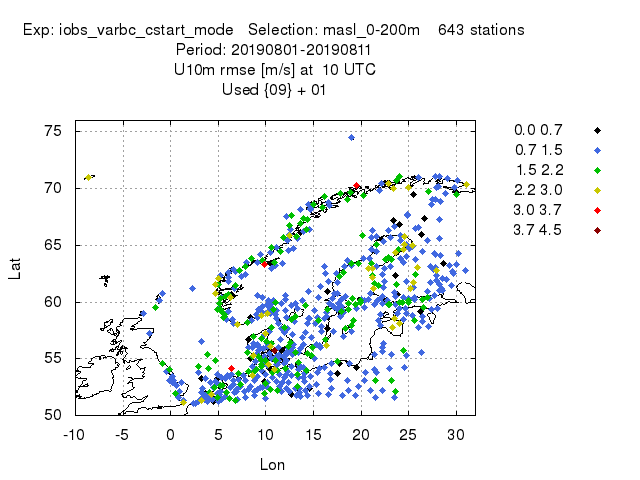 Exp: iobs_varbc_cstart_mode   Selection: masl_0-200m    643 stations
Period: 20190801-20190811
U10m rmse [m/s] at  10 UTC
Used {09} + 01
0.0 0.7
0.7 1.5
1.5 2.2
2.2 3.0
3.0 3.7
3.7 4.5
75
70
65
60
55
50
Lat
-10 -5 0 5 10 15 20 25 30
Lon